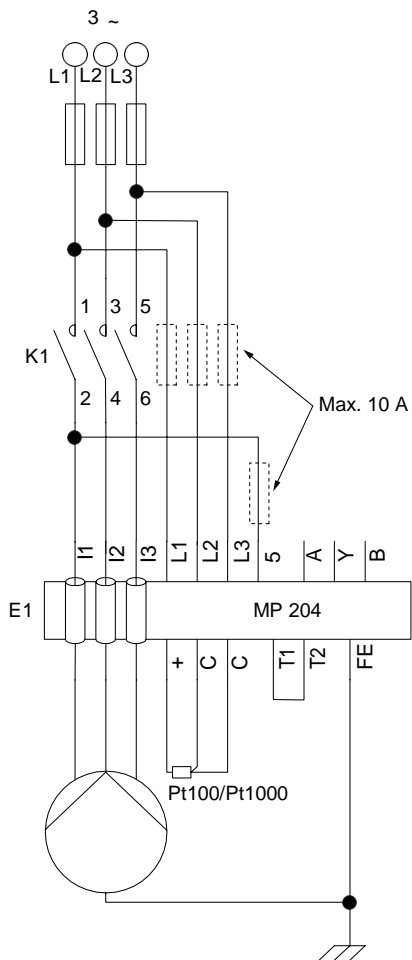 3 ~
L1 L2 L3
1 3 5
K1
2 4 6
Max. 10 A
I1 I2 I3 L1 L2 L3 5 A Y B
E1 MP 204
+ C C T1 T2 FE
Pt100/Pt1000